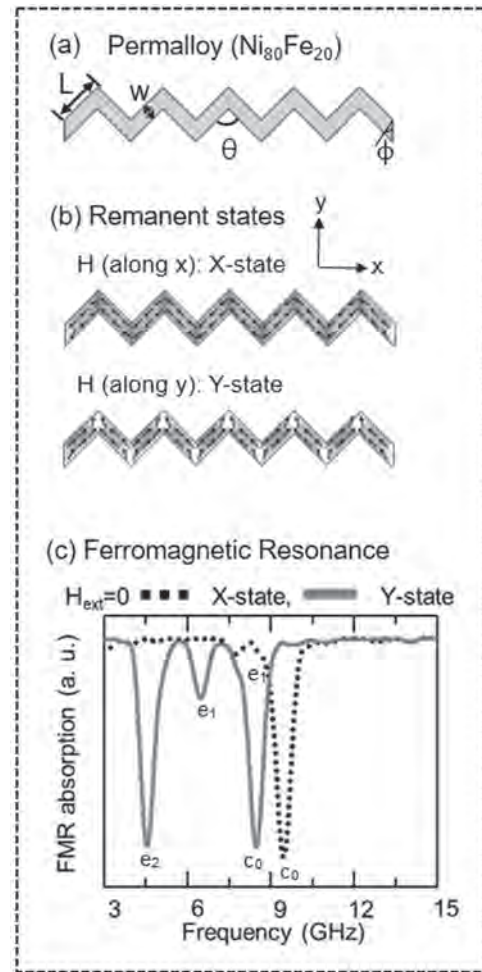 (a) Permalloy (Ni₈₀Fe₂₀)
L
W
θ
ϕ
(b) Remanent states
y
x
H (along x): X-state
H (along y): Y-state
(c) Ferromagnetic Resonance
Hₑₓₜ=0 X-state, Y-state
FMR absorption (a. u.)
e₁
e₁
e₂
c₀
c₀
3 6 9 12 15
Frequency (GHz)